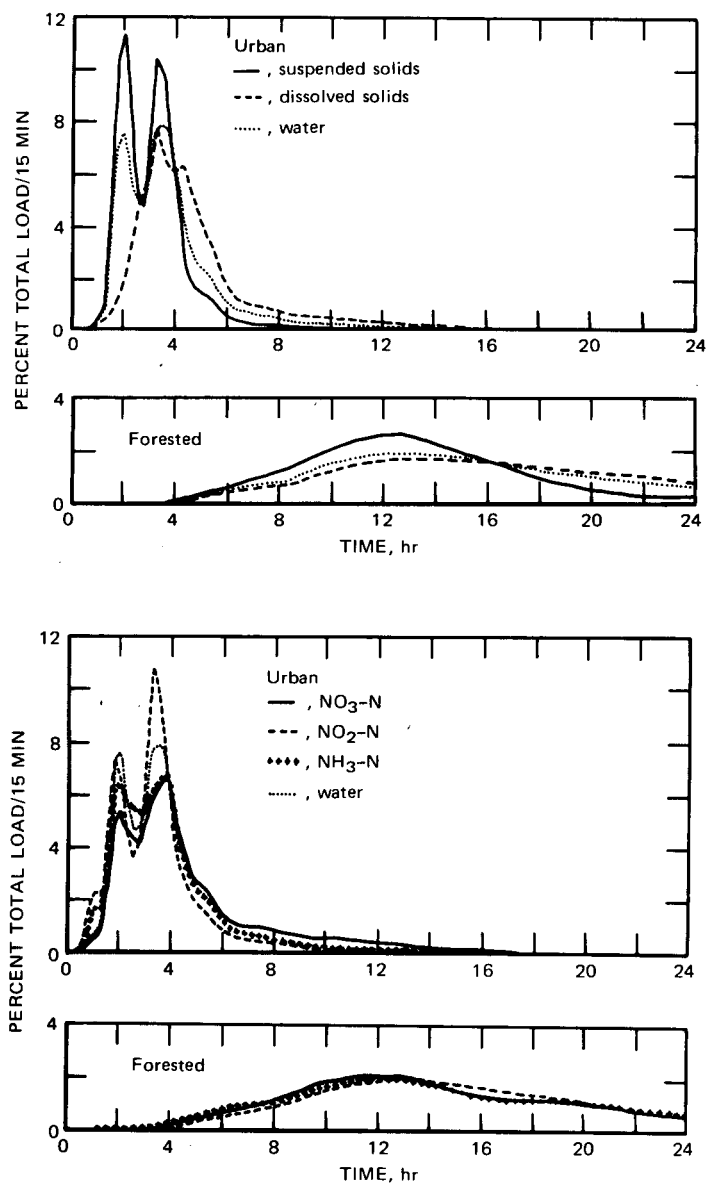 12
8
4
0
PERCENT TOTAL LOAD/15 MIN
Urban
, suspended solids
, dissolved solids
, water
0 4 8 12 16 20 24
4
0
Forested
0 4 8 12 16 20 24
TIME, hr
12
8
4
0
PERCENT TOTAL LOAD/15 MIN
Urban
, NO3-N
, NO2-N
, NH3-N
, water
0 4 8 12 16 20 24
4
0
Forested
0 4 8 12 16 20 24
TIME, hr